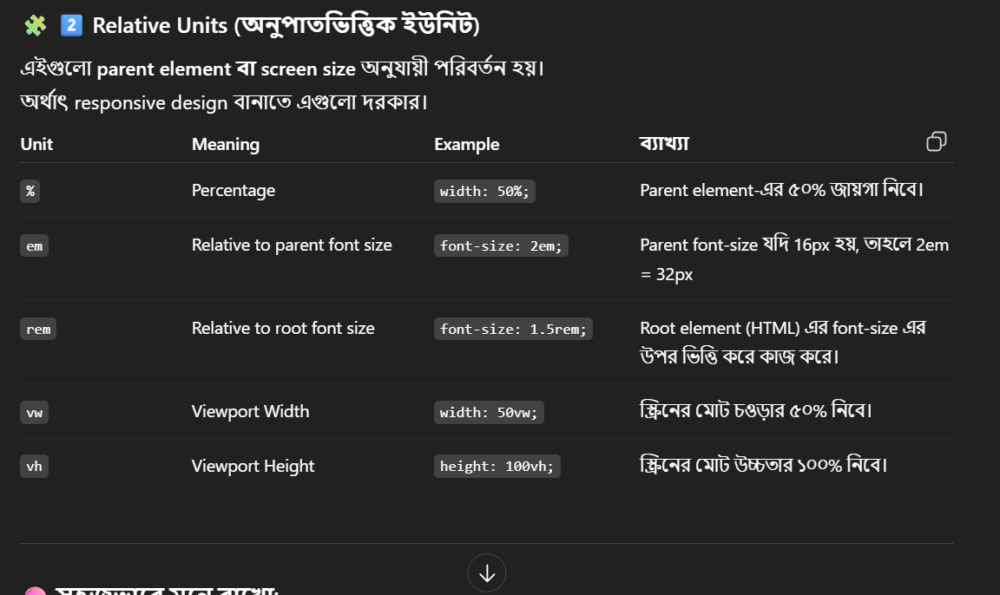 🧩 2️⃣ Relative Units (অনুপাতভিত্তিক ইউনিট)
এইগুলো parent element বা screen size অনুযায়ী পরিবর্তন হয়।
অর্থাৎ responsive design বানাতে এগুলো দরকার।
Unit Meaning Example ব্যাখ্যা
% Percentage width: 50%; Parent element-এর ৫০% জায়গা নিবে।
em Relative to parent font size font-size: 2em; Parent font-size যদি 16px হয়, তাহলে 2em
= 32px
rem Relative to root font size font-size: 1.5rem; Root element (HTML) এর font-size এর
উপর ভিত্তি করে কাজ করে।
vw Viewport Width width: 50vw; স্ক্রিনের মোট চওড়ার ৫০% নিবে।
vh Viewport Height height: 100vh; স্ক্রিনের মোট উচ্চতার ১০০% নিবে।
সহজভাবে মনে রাখো: